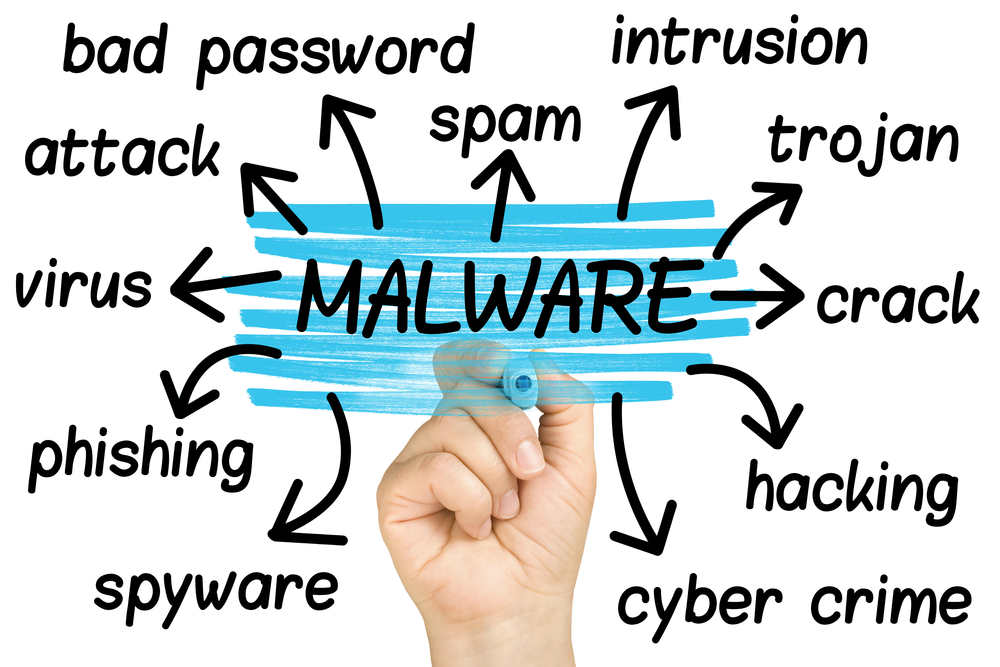 bad password
intrusion
spam
attack
trojan
virus
MALWARE
crack
phishing
hacking
spyware
cyber crime